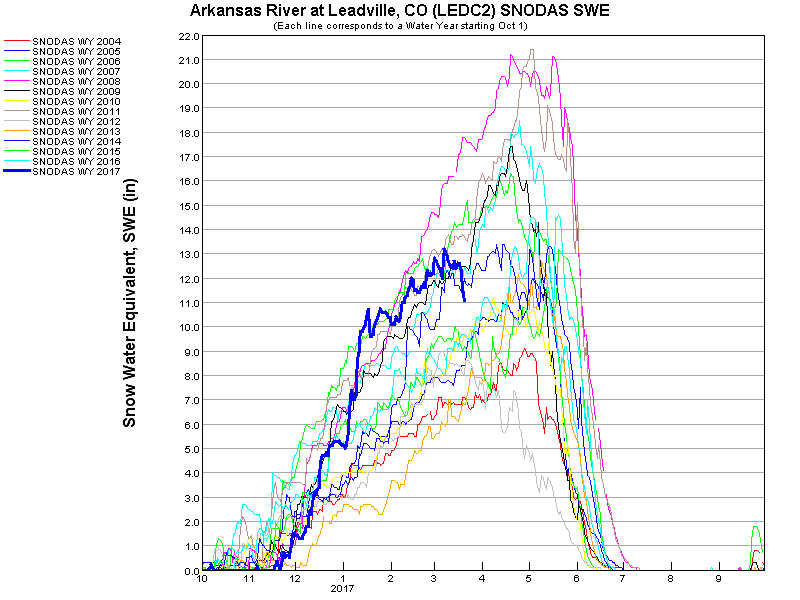 Arkansas River at Leadville, CO (LEDC2) SNODAS SWE
(Each line corresponds to a Water Year starting Oct 1)
SNODAS WY 2004
SNODAS WY 2005
SNODAS WY 2006
SNODAS WY 2007
SNODAS WY 2008
SNODAS WY 2009
SNODAS WY 2010
SNODAS WY 2011
SNODAS WY 2012
SNODAS WY 2013
SNODAS WY 2014
SNODAS WY 2015
SNODAS WY 2016
SNODAS WY 2017
Snow Water Equivalent, SWE (in)
22.0
21.0
20.0
19.0
18.0
17.0
16.0
15.0
14.0
13.0
12.0
11.0
10.0
9.0
8.0
7.0
6.0
5.0
4.0
3.0
2.0
1.0
0.0
10 11 12 1 2 3 4 5 6 7 8 9
2017